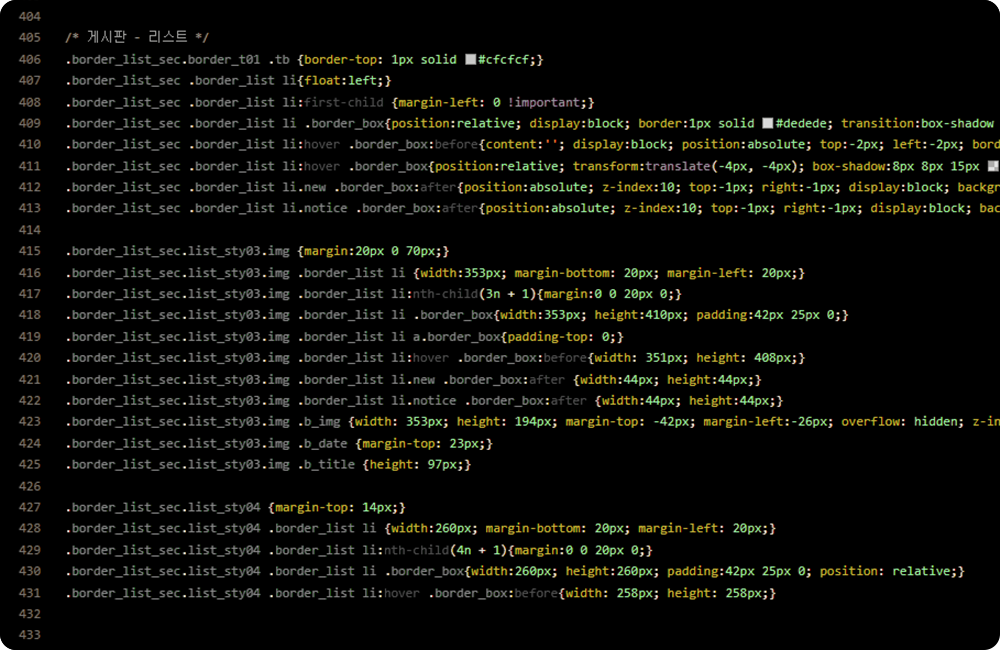 404
405 /* 게시판 - 리스트 */
406 .border_list_sec.border_t01 .tb {border-top: 1px solid #cfcfcf;}
407 .border_list_sec .border_list li{float:left;}
408 .border_list_sec .border_list li:first-child {margin-left: 0 !important;}
409 .border_list_sec .border_list li .border_box{position:relative; display:block; border:1px solid #dedede; transition:box-shadow
410 .border_list_sec .border_list li:hover .border_box:before{content:''; display:block; position:absolute; top:-2px; left:-2px; bord
411 .border_list_sec .border_list li:hover .border_box{position:relative; transform:translate(-4px, -4px); box-shadow:8px 8px 15px
412 .border_list_sec .border_list li.new .border_box:after{position:absolute; z-index:10; top:-1px; right:-1px; display:block; backgr
413 .border_list_sec .border_list li.notice .border_box:after{position:absolute; z-index:10; top:-1px; right:-1px; display:block; bac
414
415 .border_list_sec.list_sty03.img {margin:20px 0 70px;}
416 .border_list_sec.list_sty03.img .border_list li {width:353px; margin-bottom: 20px; margin-left: 20px;}
417 .border_list_sec.list_sty03.img .border_list li:nth-child(3n + 1){margin:0 0 20px 0;}
418 .border_list_sec.list_sty03.img .border_list li .border_box{width:353px; height:410px; padding:42px 25px 0;}
419 .border_list_sec.list_sty03.img .border_list li a.border_box{padding-top: 0;}
420 .border_list_sec.list_sty03.img .border_list li:hover .border_box:before{width: 351px; height: 408px;}
421 .border_list_sec.list_sty03.img .border_list li.new .border_box:after {width:44px; height:44px;}
422 .border_list_sec.list_sty03.img .border_list li.notice .border_box:after {width:44px; height:44px;}
423 .border_list_sec.list_sty03.img .b_img {width: 353px; height: 194px; margin-top: -42px; margin-left:-26px; overflow: hidden; z-in
424 .border_list_sec.list_sty03.img .b_date {margin-top: 23px;}
425 .border_list_sec.list_sty03.img .b_title {height: 97px;}
426
427 .border_list_sec.list_sty04 {margin-top: 14px;}
428 .border_list_sec.list_sty04 .border_list li {width:260px; margin-bottom: 20px; margin-left: 20px;}
429 .border_list_sec.list_sty04 .border_list li:nth-child(4n + 1){margin:0 0 20px 0;}
430 .border_list_sec.list_sty04 .border_list li .border_box{width:260px; height:260px; padding:42px 25px 0; position: relative;}
431 .border_list_sec.list_sty04 .border_list li:hover .border_box:before{width: 258px; height: 258px;}
432
433